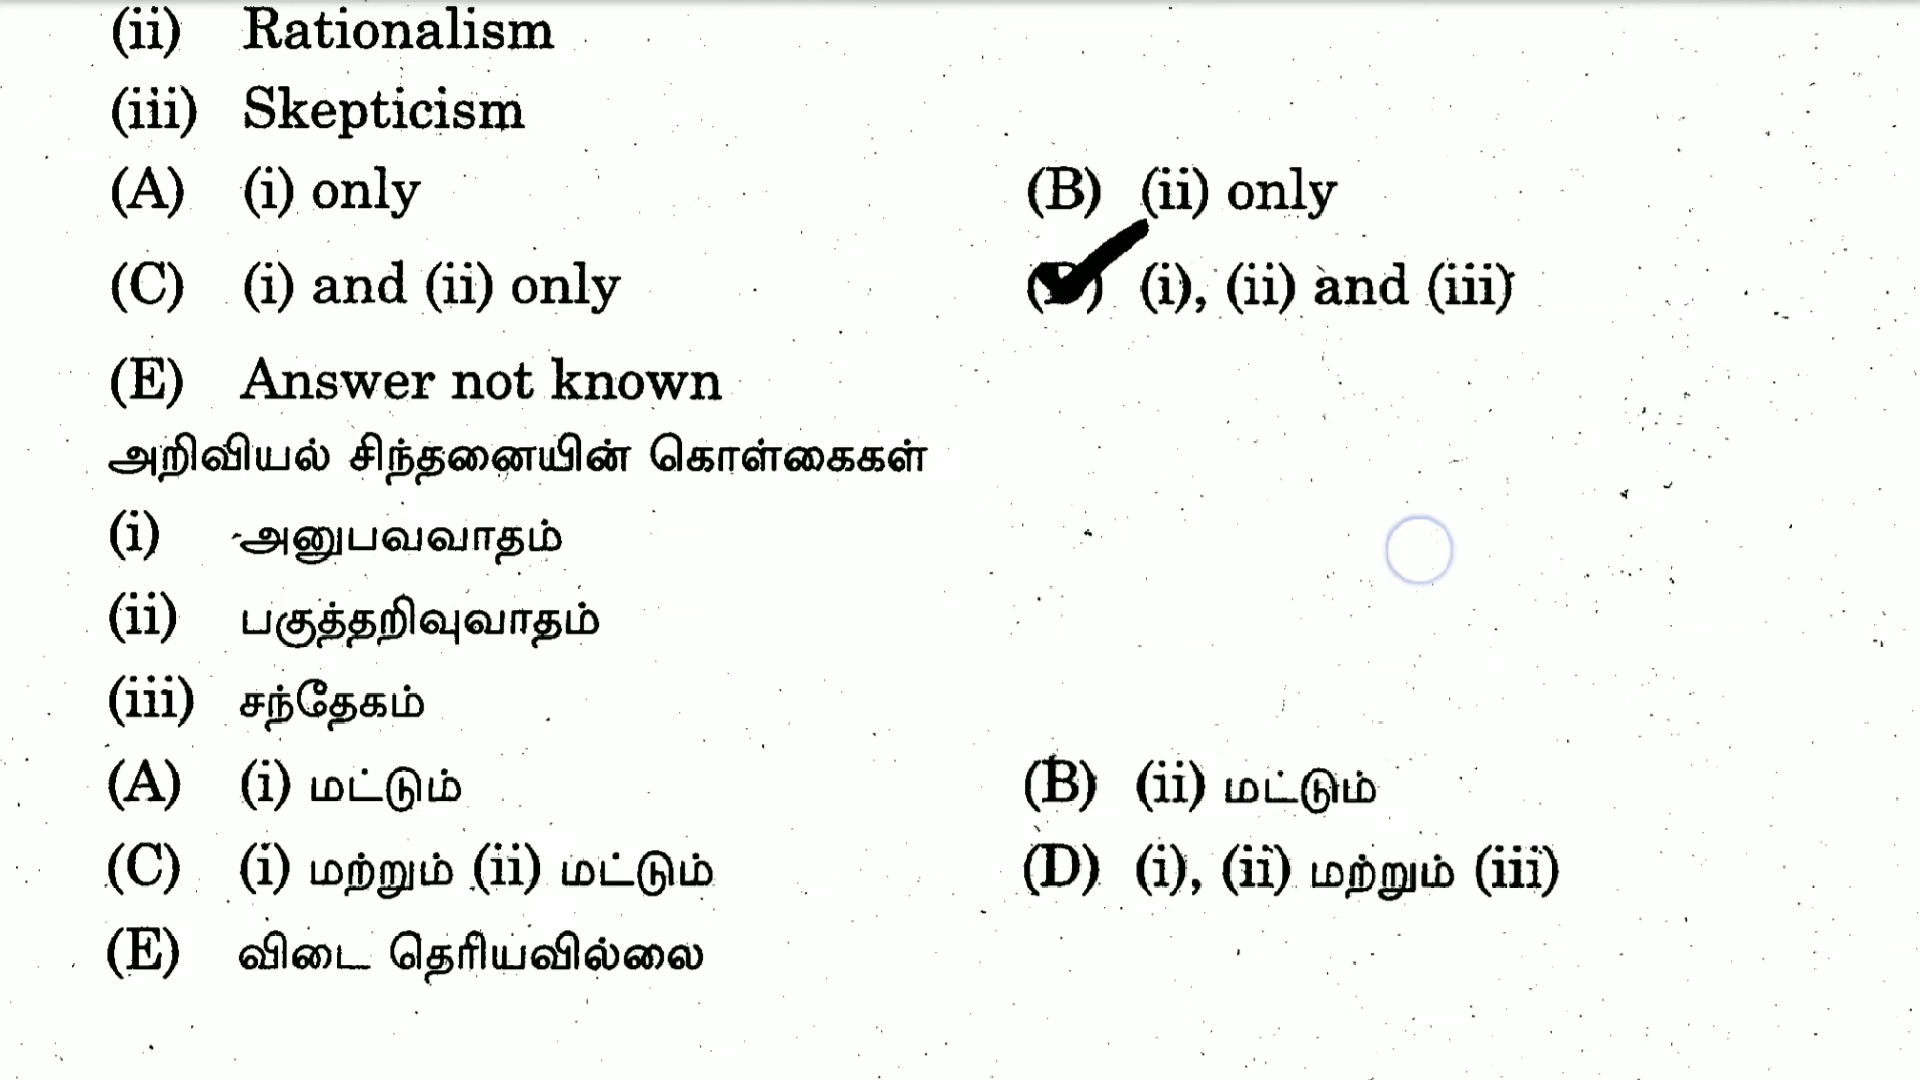 (ii) Rationalism
(iii) Skepticism
(A) (i) only (B) (ii) only
(C) (i) and (ii) only (D) (i), (ii) and (iii)
(E) Answer not known
அறிவியல் சிந்தனையின் கொள்கைகள்
(i) அனுபவவாதம்
(ii) பகுத்தறிவுவாதம்
(iii) சந்தேகம்
(A) (i) மட்டும் (B) (ii) மட்டும்
(C) (i) மற்றும் (ii) மட்டும் (D) (i), (ii) மற்றும் (iii)
(E) விடை தெரியவில்லை